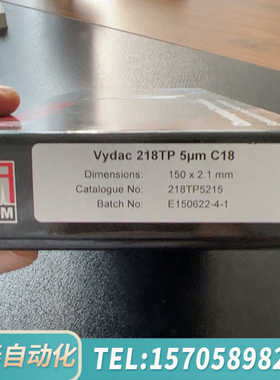 Vydac 218TP 5µm C18
Dimensions: 150 x 2.1 mm
Catalogue No: 218TP5215
Batch No: E150622-4-1
M
自动化 TEL:157058982